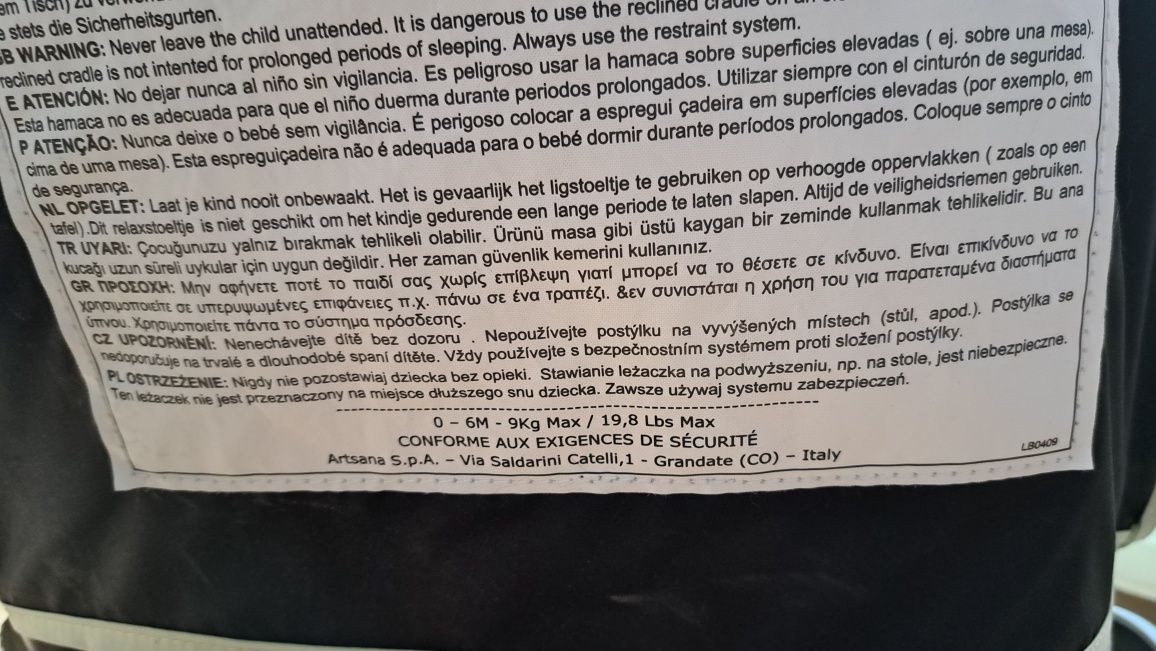 stets die Sicherheitsgurten.
WARNING: Never leave the child unattended. It is dangerous to use the reclined cradle on an
reclined cradle is not intented for prolonged periods of sleeping. Always use the restraint system.
E ATENCIÓN: No dejar nunca al niño sin vigilancia. Es peligroso usar la hamaca sobre superficies elevadas ( ej. sobre una mesa).
Esta hamaca no es adecuada para que el niño duerma durante periodos prolongados. Utilizar siempre con el cinturón de seguridad.
P ATENÇÃO: Nunca deixe o bebé sem vigilância. É perigoso colocar a espregui çadeira em superfícies elevadas (por exemplo, em
cima de uma mesa). Esta espreguiçadeira não é adequada para o bebé dormir durante períodos prolongados. Coloque sempre o cinto
de segurança.
NL OPGELET: Laat je kind nooit onbewaakt. Het is gevaarlijk het ligstoeltje te gebruiken op verhoogde oppervlakken ( zoals op een
tafel).Dit relaxstoeltje is niet geschikt om het kindje gedurende een lange periode te laten slapen. Altijd de veiligheidsriemen gebruiken.
TR UYARI: Çocuğunuzu yalnız bırakmak tehlikeli olabilir. Ürünü masa gibi üstü kaygan bir zeminde kullanmak tehlikelidir. Bu ana
kucağı uzun süreli uykular için uygun değildir. Her zaman güvenlik kemerini kullanınız.
GR ΠΡΟΣΟΧΗ: Μην αφήνετε ποτέ το παιδί σας χωρίς επίβλεψη γιατί μπορεί να το θέσετε σε κίνδυνο. Είναι επικίνδυνο να το
χρησιμοποιείτε σε υπερυψωμένες επιφάνειες π.χ. πάνω σε ένα τραπέζι. &εν συνιστάται η χρήση του για παρατεταμένα διαστήματα
ύπνου. Χρησιμοποιείτε πάντα το σύστημα πρόσδεσης.
CZ UPOZORNĚNÍ: Nenechávejte dítě bez dozoru . Nepoužívejte postýlku na vyvýšených místech (stůl, apod.). Postýlka se
nedoporučuje na trvalé a dlouhodobé spaní dítěte. Vždy používejte s bezpečnostním systémem proti složení postýlky.
PL OSTRZEŻENIE: Nigdy nie pozostawiaj dziecka bez opieki. Stawianie leżaczka na podwyższeniu, np. na stole, jest niebezpieczne.
Ten leżaczek nie jest przeznaczony na miejsce dłuższego snu dziecka. Zawsze używaj systemu zabezpieczeń.
0 – 6M - 9Kg Max / 19,8 Lbs Max
CONFORME AUX EXIGENCES DE SÉCURITÉ
LB0409
Artsana S.p.A. – Via Saldarini Catelli,1 - Grandate (CO) – Italy